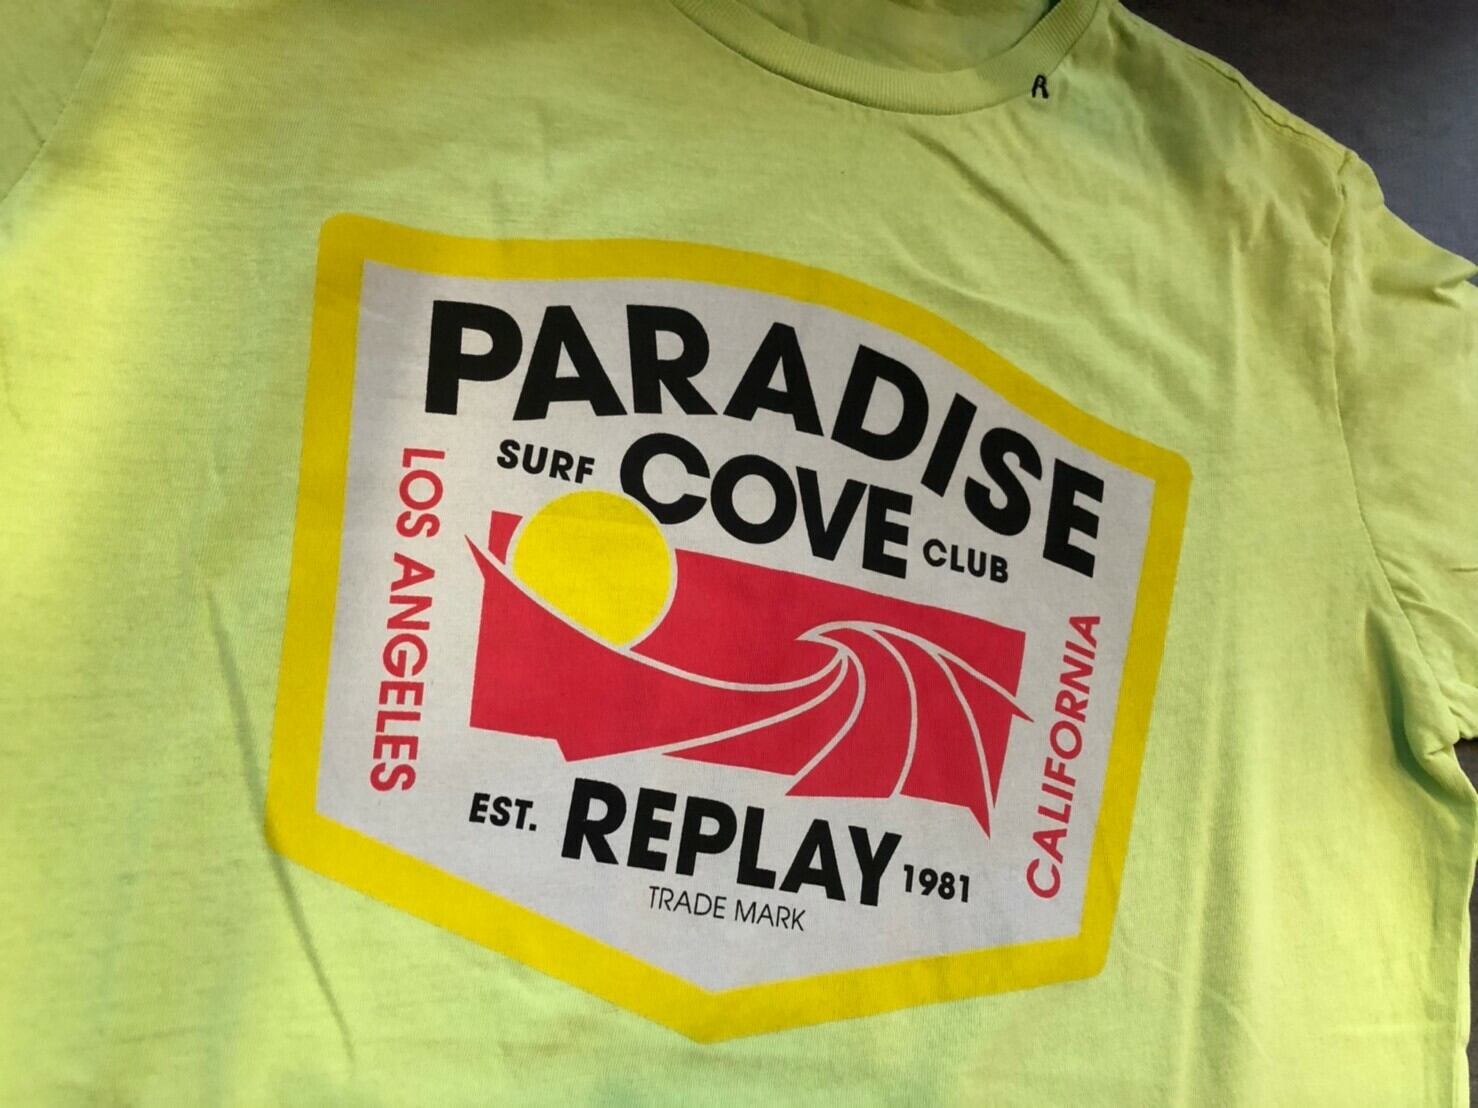 R
PARADISE
SURF COVE CLUB
LOS ANGELES
CALIFORNIA
EST. REPLAY 1981
TRADE MARK